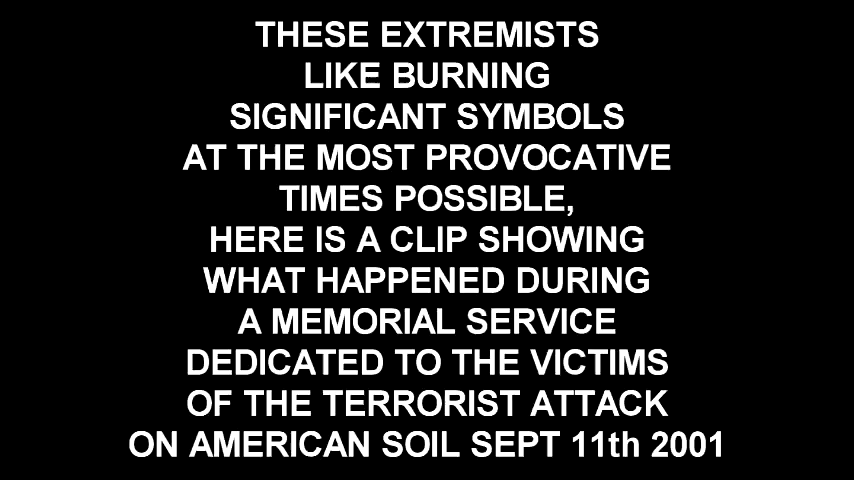 THESE EXTREMISTS
LIKE BURNING
SIGNIFICANT SYMBOLS
AT THE MOST PROVOCATIVE
TIMES POSSIBLE,
HERE IS A CLIP SHOWING
WHAT HAPPENED DURING
A MEMORIAL SERVICE
DEDICATED TO THE VICTIMS
OF THE TERRORIST ATTACK
ON AMERICAN SOIL SEPT 11th 2001